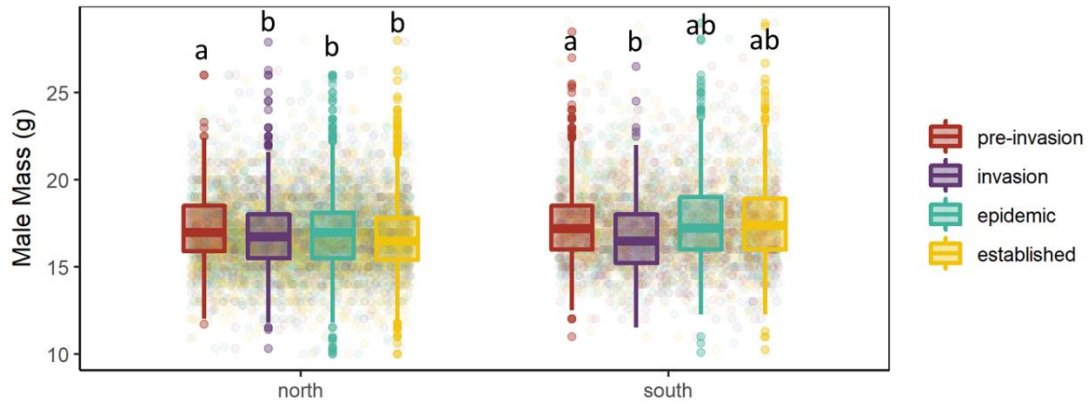 Male Mass (g)
25
20
15
10
a
b
b
b
a
b
ab
ab
north
south
pre-invasion
invasion
epidemic
established